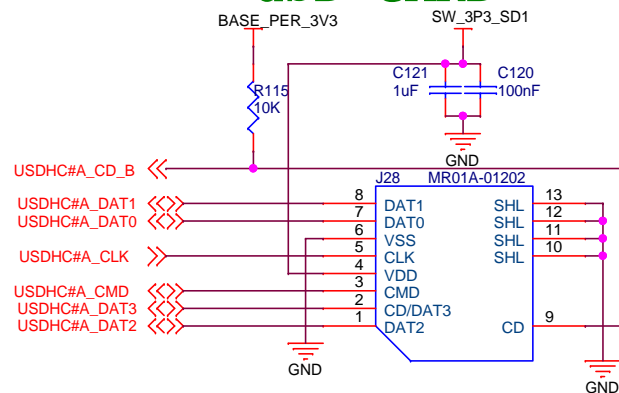 BASE_PER_3V3
SW_3P3_SD1
R115
10K
C121
1uF
C120
100nF
GND
USDHC#A_CD_B
J28
MR01A-01202
USDHC#A_DAT1
8
DAT1
SHL
13
USDHC#A_DAT0
7
DAT0
SHL
12
6
VSS
SHL
11
USDHC#A_CLK
5
CLK
SHL
10
4
VDD
USDHC#A_CMD
3
CMD
USDHC#A_DAT3
2
CD/DAT3
USDHC#A_DAT2
1
DAT2
CD
9
GND
GND